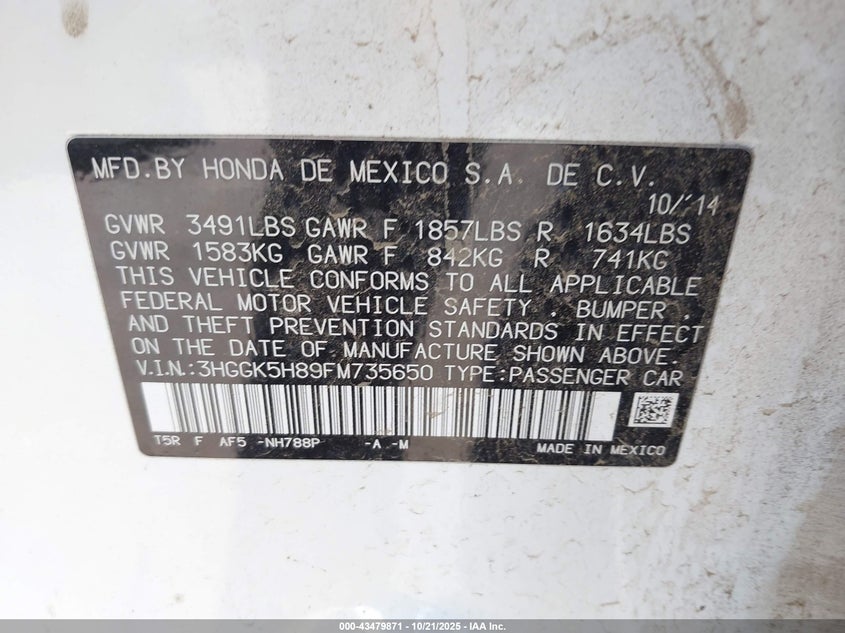 MFD.BY HONDA DE MEXICO S.A. DE C.V.
10/'14
GVWR 3491LBS GAWR F 1857LBS R 1634LBS
GVWR 1583KG GAWR F 842KG R 741KG
THIS VEHICLE CONFORMS TO ALL APPLICABLE
FEDERAL MOTOR VEHICLE SAFETY , BUMPER ,
AND THEFT PREVENTION STANDARDS IN EFFECT
ON THE DATE OF MANUFACTURE SHOWN ABOVE.
V.I.N.:3HGGK5H89FM735650 TYPE:PASSENGER CAR
T5R F AF5 -NH788P -A -M
MADE IN MEXICO
000-43479871 | 10/21/2025 - IAA Inc.